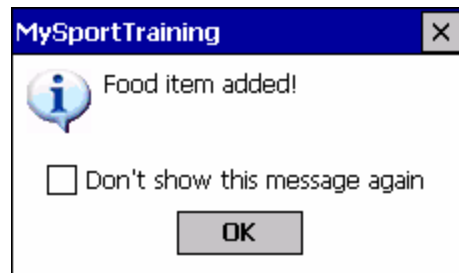 MySportTraining
Food item added!
Don't show this message again
OK